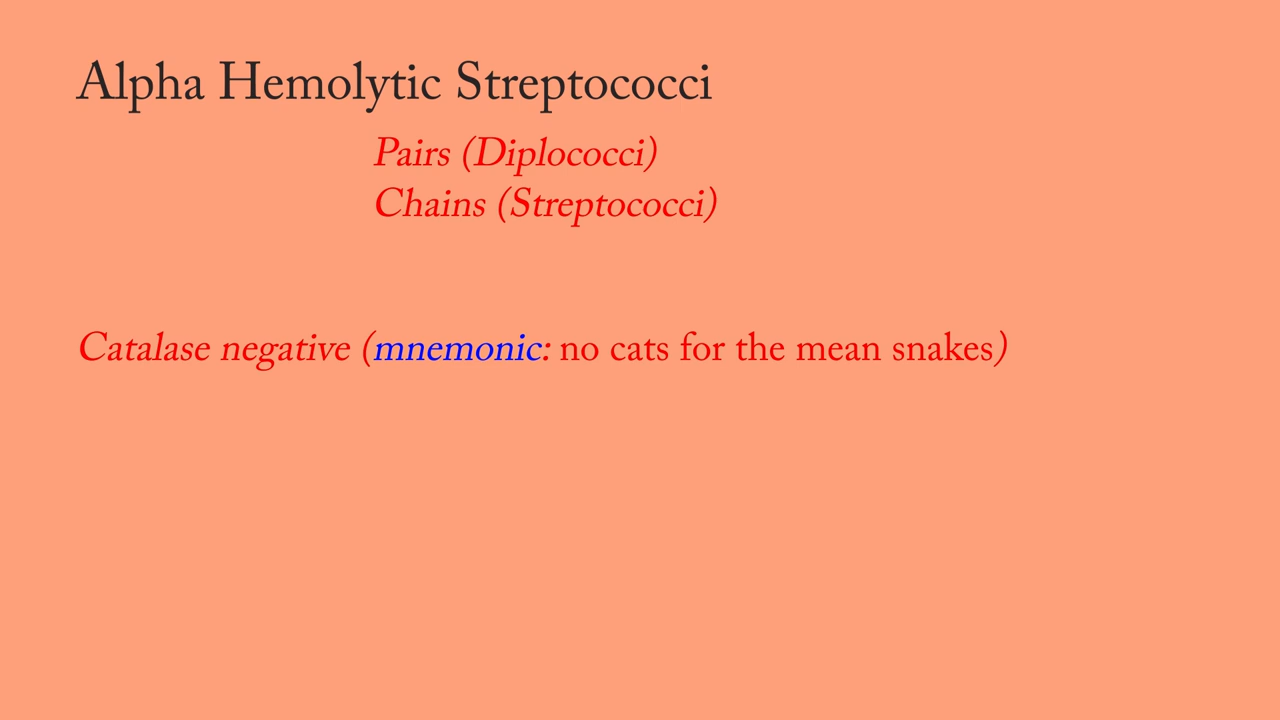 Alpha Hemolytic Streptococci
Pairs (Diplococci)
Chains (Streptococci)
Catalase negative (mnemonic: no cats for the mean snakes)